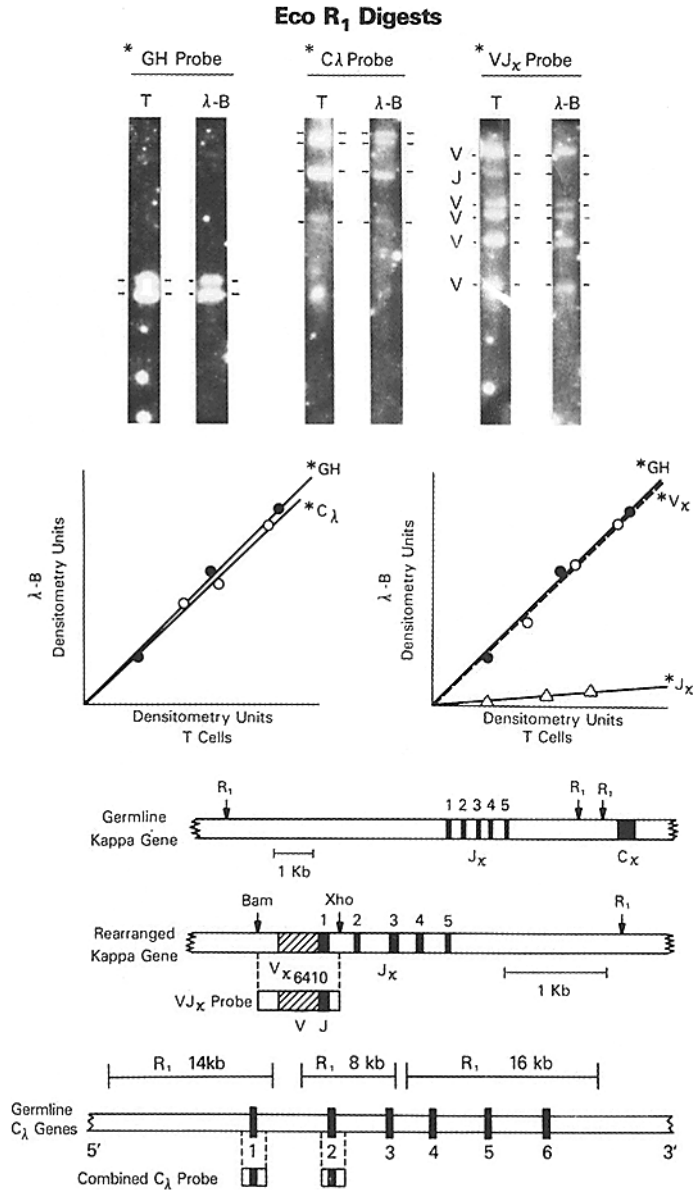 Eco R₁ Digests
* GH Probe
* Cλ Probe
* VJϰ Probe
T λ-B
T λ-B
T λ-B
V
J
V
V
V
V
*GH
*Cλ
λ-B
Densitometry Units
Densitometry Units
T Cells
*GH
*Vϰ
*Jϰ
λ-B
Densitometry Units
Densitometry Units
T Cells
R₁ R₁ R₁
1 2 3 4 5
Germline
Kappa Gene
1 Kb
Jϰ Cϰ
Bam Xho R₁
1 2 3 4 5
Rearranged
Kappa Gene
Vϰ6410 Jϰ
1 Kb
VJϰ Probe
V J
R₁ 14kb R₁ 8 kb R₁ 16 kb
Germline
Cλ Genes
5′ 1 2 3 4 5 6 3′
Combined Cλ Probe